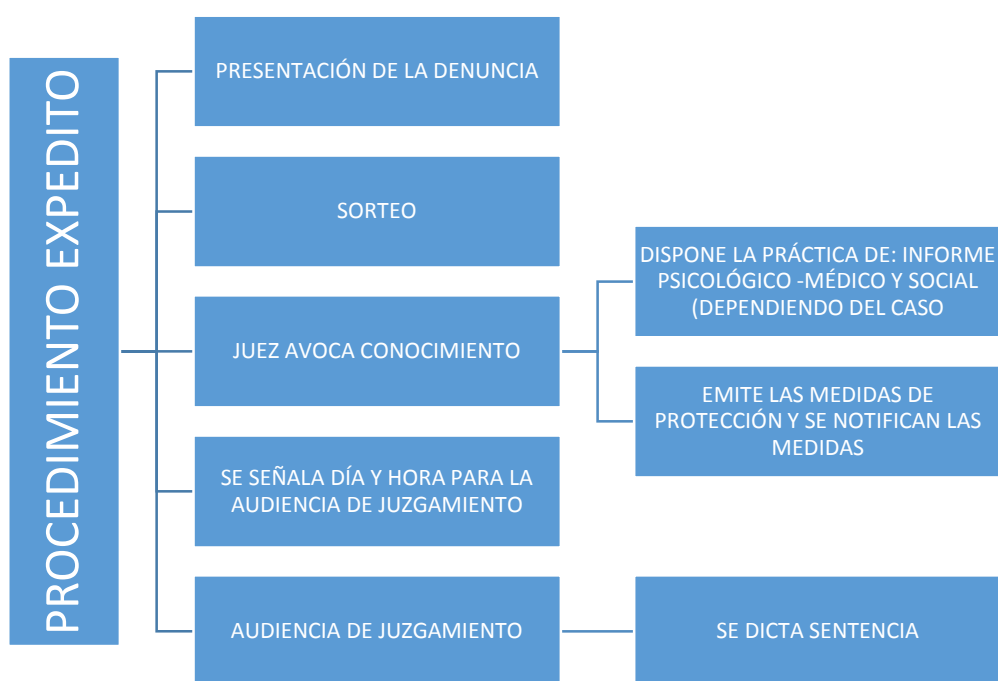 PROCEDIMIENTO EXPEDITO
PRESENTACIÓN DE LA DENUNCIA
SORTEO
JUEZ AVOCA CONOCIMIENTO
DISPONE LA PRÁCTICA DE: INFORME
PSICOLÓGICO -MÉDICO Y SOCIAL
(DEPENDIENDO DEL CASO
EMITE LAS MEDIDAS DE
PROTECCIÓN Y SE NOTIFICAN LAS
MEDIDAS
SE SEÑALA DÍA Y HORA PARA LA
AUDIENCIA DE JUZGAMIENTO
AUDIENCIA DE JUZGAMIENTO
SE DICTA SENTENCIA